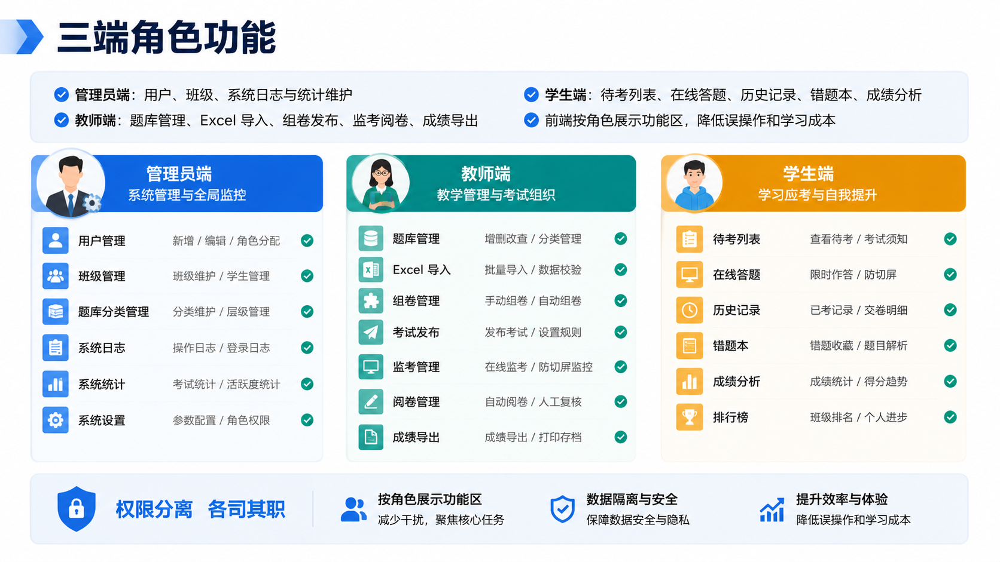 三端角色功能
管理员端：用户、班级、系统日志与统计维护
教师端：题库管理、Excel 导入、组卷发布、监考阅卷、成绩导出
学生端：待考列表、在线答题、历史记录、错题本、成绩分析
前端按角色展示功能区，降低误操作和学习成本
管理员端
系统管理与全局监控
用户管理 新增 / 编辑 / 角色分配
班级管理 班级维护 / 学生管理
题库分类管理 分类维护 / 层级管理
系统日志 操作日志 / 登录日志
系统统计 考试统计 / 活跃度统计
系统设置 参数配置 / 角色权限
教师端
教学管理与考试组织
题库管理 增删改查 / 分类管理
Excel 导入 批量导入 / 数据校验
组卷管理 手动组卷 / 自动组卷
考试发布 发布考试 / 设置规则
监考管理 在线监考 / 防切屏监控
阅卷管理 自动阅卷 / 人工复核
成绩导出 成绩导出 / 打印存档
学生端
学习应考与自我提升
待考列表 查看待考 / 考试须知
在线答题 限时作答 / 防切屏
历史记录 已考记录 / 交卷明细
错题本 错题收藏 / 题目解析
成绩分析 成绩统计 / 得分趋势
排行榜 班级排名 / 个人进步
权限分离 各司其职
按角色展示功能区
减少干扰，聚焦核心任务
数据隔离与安全
保障数据安全与隐私
提升效率与体验
降低误操作和学习成本